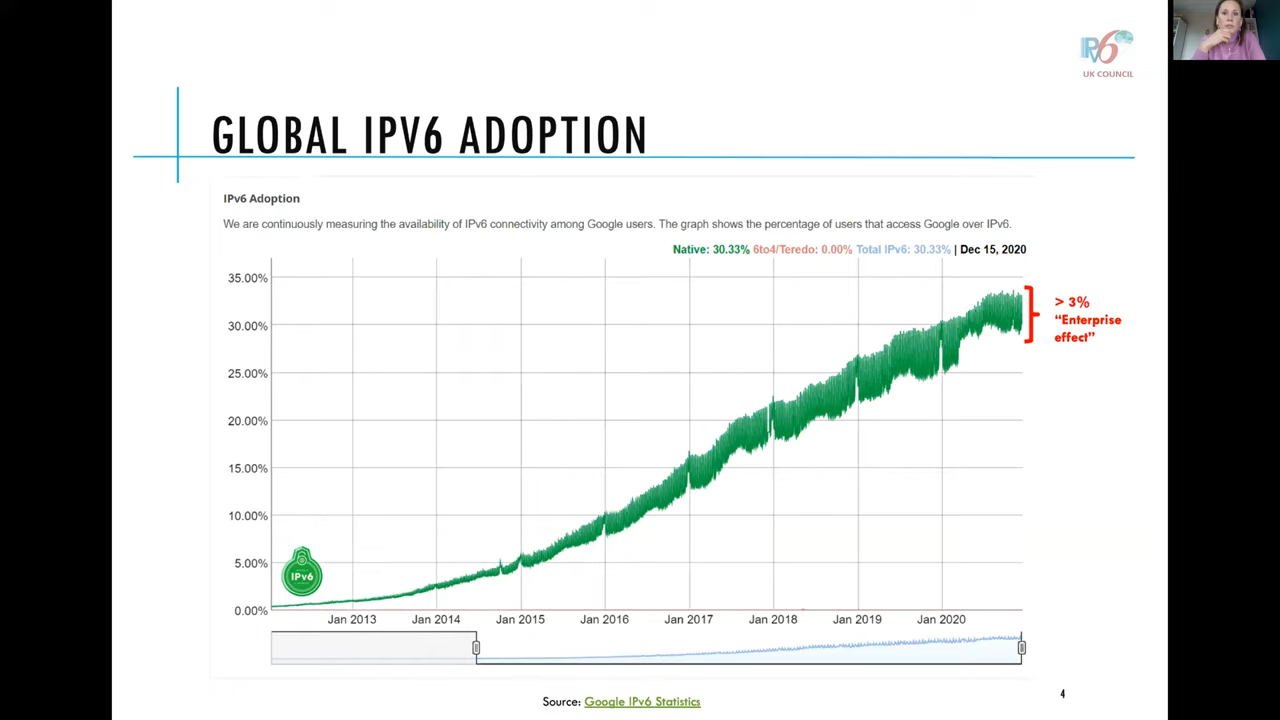 IPV6
UK COUNCIL
GLOBAL IPV6 ADOPTION
IPv6 Adoption
We are continuously measuring the availability of IPv6 connectivity among Google users. The graph shows the percentage of users that access Google over IPv6.
Native: 30.33% 6to4/Teredo: 0.00% Total IPv6: 30.33% | Dec 15, 2020
35.00%
30.00%
25.00%
20.00%
15.00%
10.00%
5.00%
0.00%
> 3%
“Enterprise
effect”
IPv6
Jan 2013 Jan 2014 Jan 2015 Jan 2016 Jan 2017 Jan 2018 Jan 2019 Jan 2020
Source: Google IPv6 Statistics
4